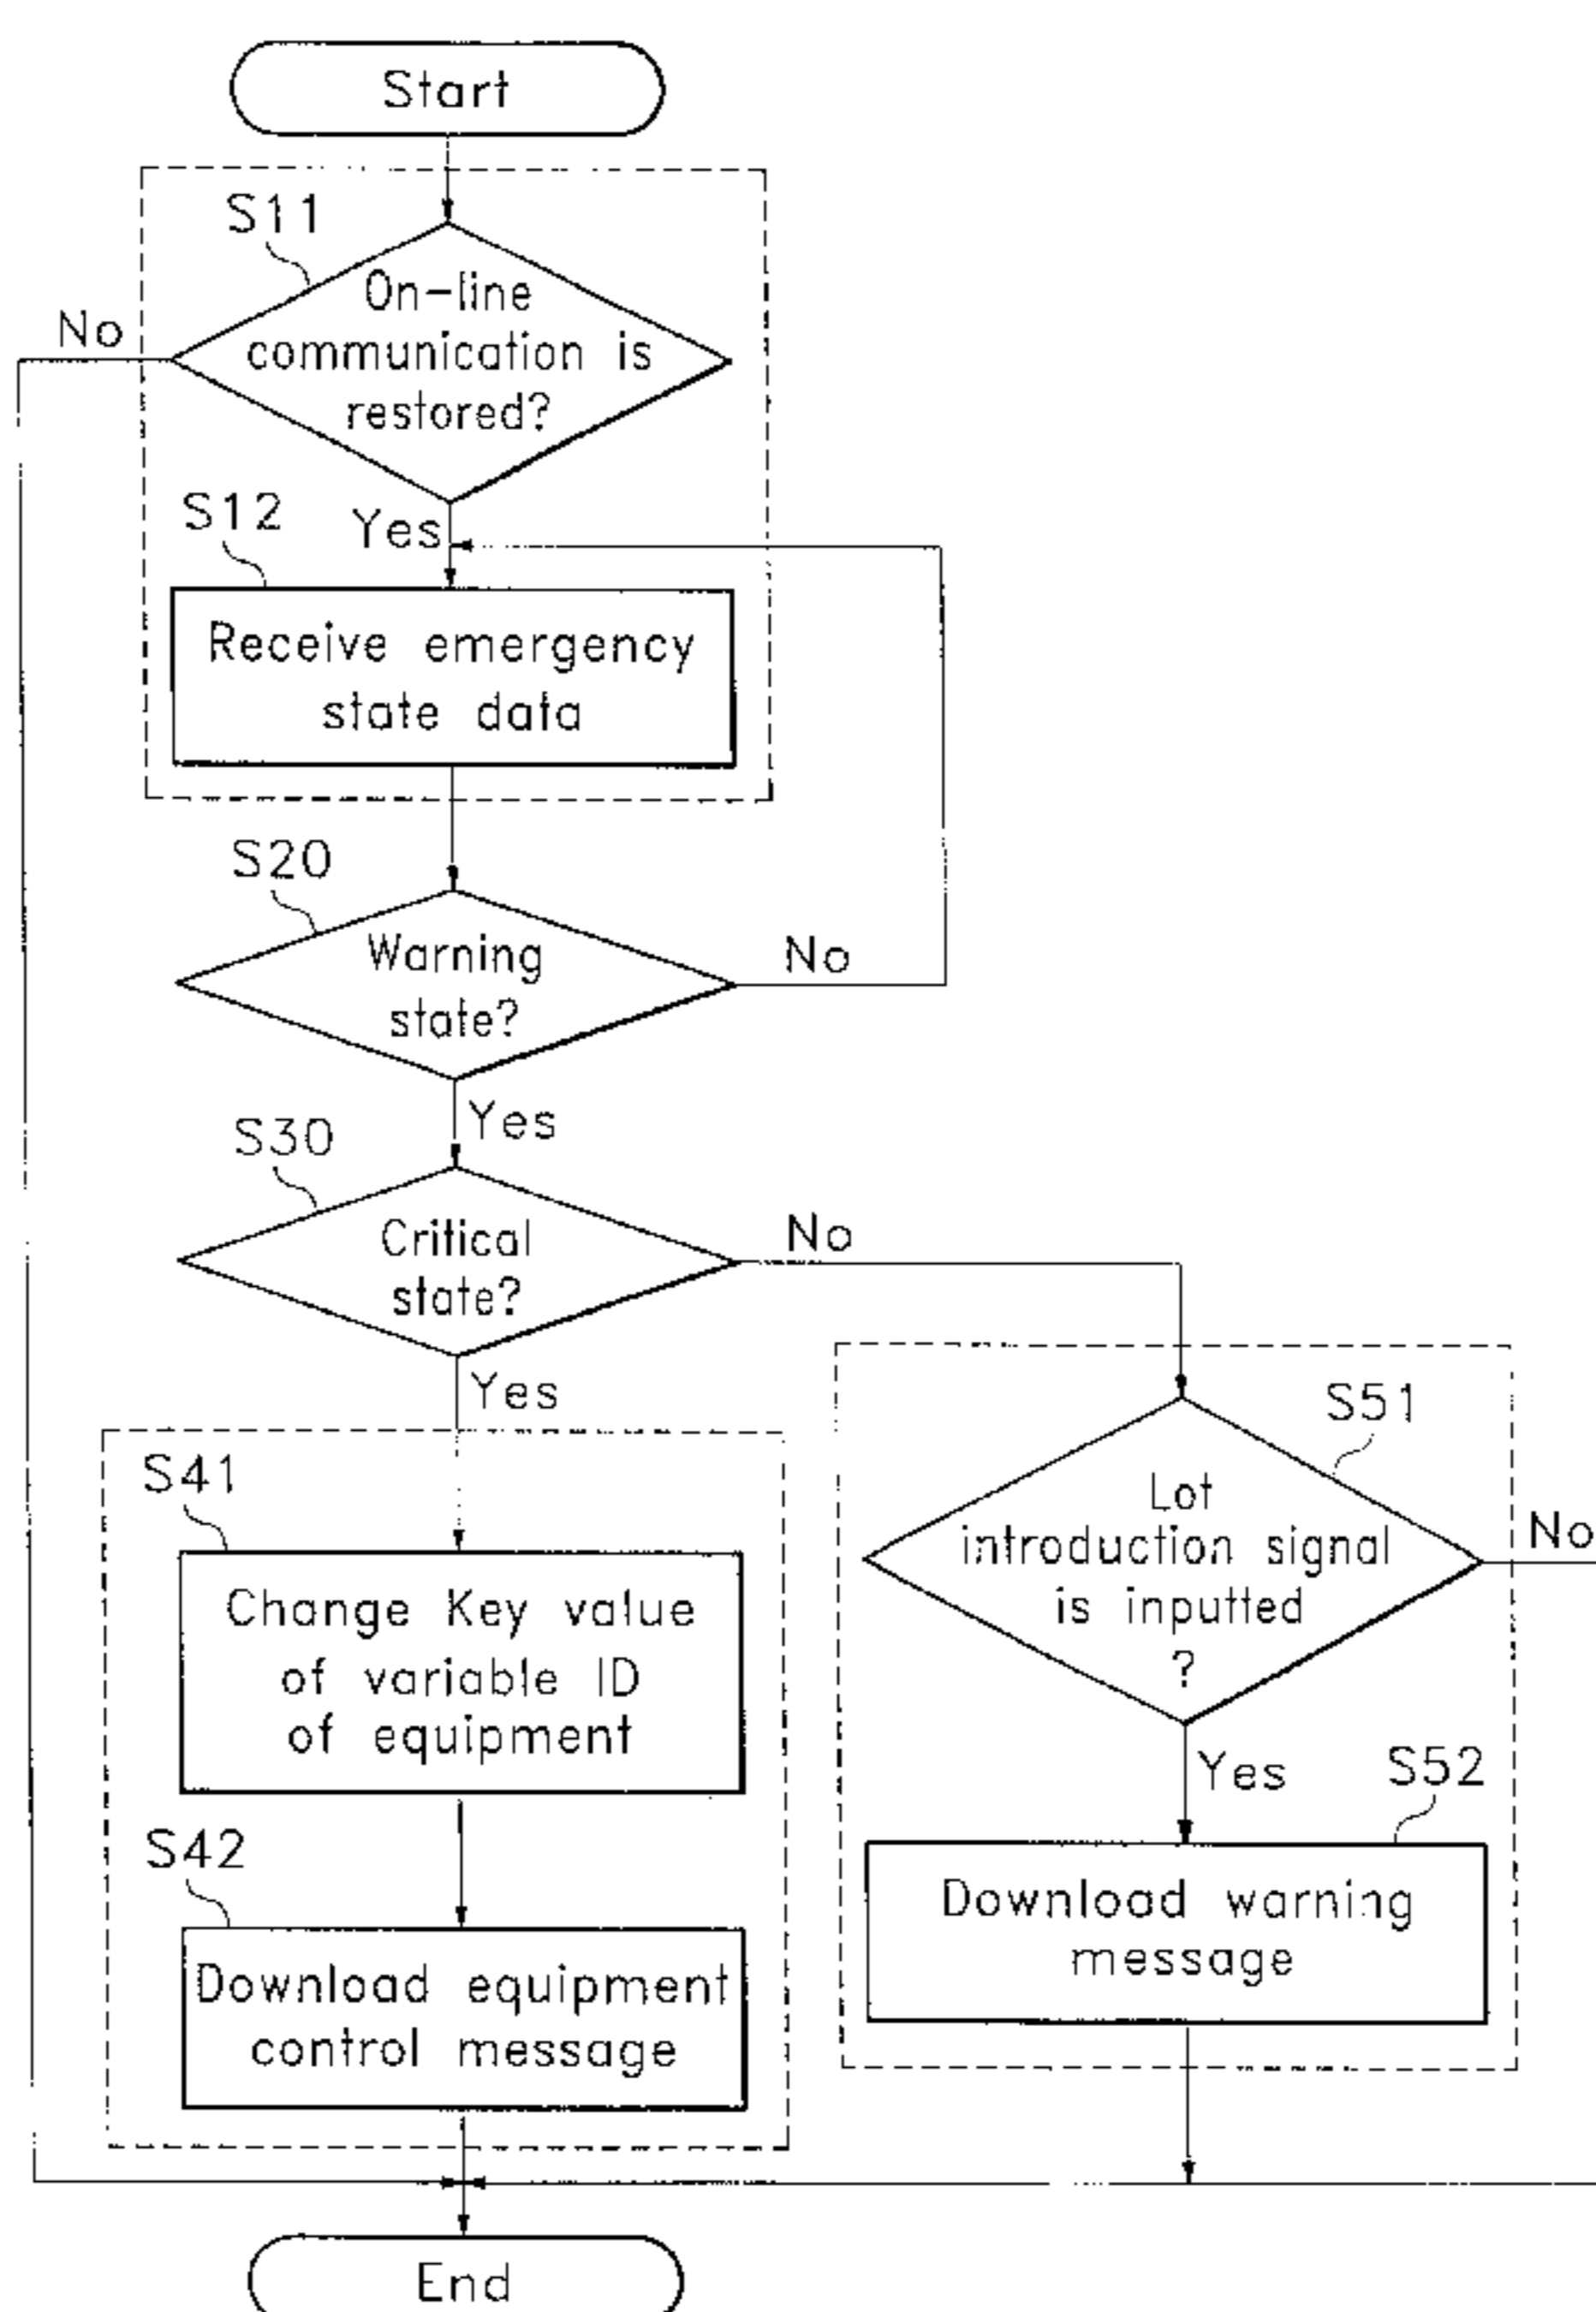 Start
S11
On-line
communication is
restored?
No
Yes
S12
Receive emergency
state data
S20
Warning
state?
No
Yes
S30
Critical
state?
No
Yes
S41
Change Key value
of variable ID
of equipment
S42
Download equipment
control message
S51
Lot
introduction signal
is inputted
?
No
Yes
S52
Download warning
message
End